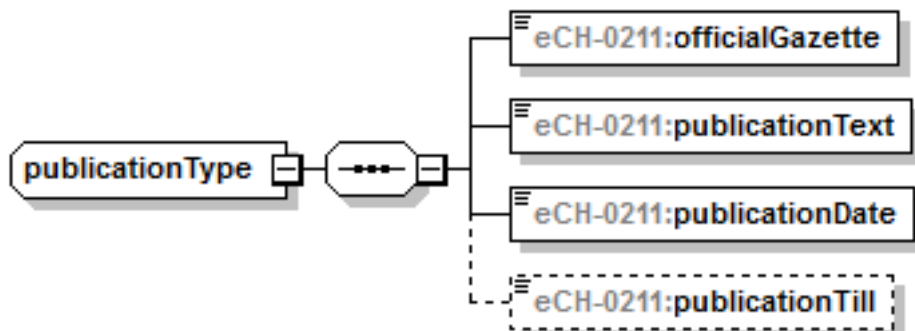 eCH-0211:officialGazette
eCH-0211:publicationText
publicationType
eCH-0211:publicationDate
eCH-0211:publicationTill